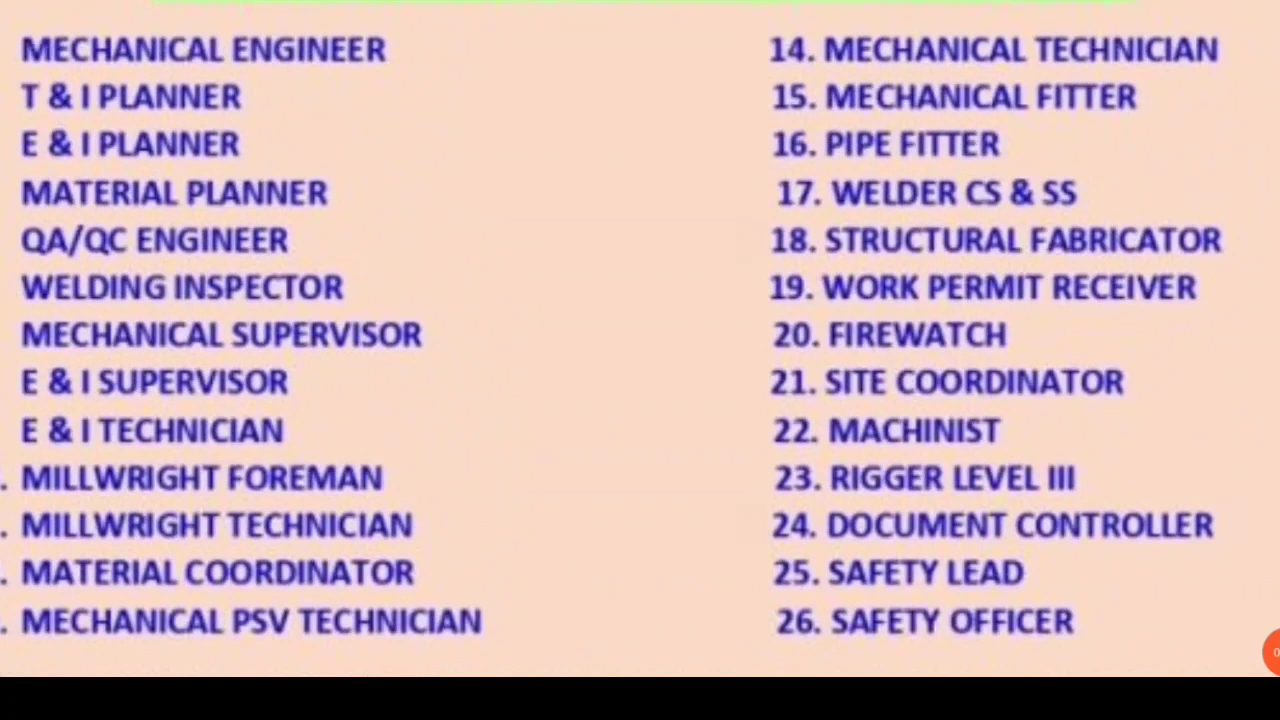 MECHANICAL ENGINEER
T & I PLANNER
E & I PLANNER
MATERIAL PLANNER
QA/QC ENGINEER
WELDING INSPECTOR
MECHANICAL SUPERVISOR
E & I SUPERVISOR
E & I TECHNICIAN
. MILLWRIGHT FOREMAN
. MILLWRIGHT TECHNICIAN
. MATERIAL COORDINATOR
. MECHANICAL PSV TECHNICIAN
14. MECHANICAL TECHNICIAN
15. MECHANICAL FITTER
16. PIPE FITTER
17. WELDER CS & SS
18. STRUCTURAL FABRICATOR
19. WORK PERMIT RECEIVER
20. FIREWATCH
21. SITE COORDINATOR
22. MACHINIST
23. RIGGER LEVEL III
24. DOCUMENT CONTROLLER
25. SAFETY LEAD
26. SAFETY OFFICER